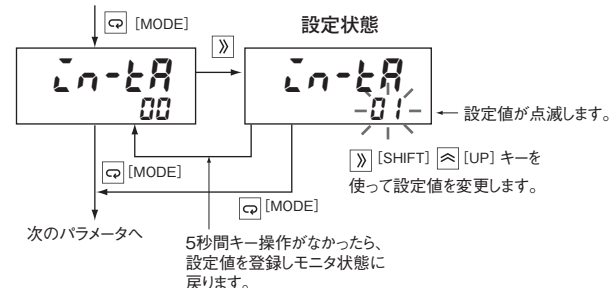 [MODE]
設定状態
in-tA
00
in-tA
01
設定値が点滅します。
[SHIFT] [UP] キーを
使って設定値を変更します。
[MODE]
[MODE]
次のパラメータへ
5秒間キー操作がなかったら、
設定値を登録しモニタ状態に
戻ります。